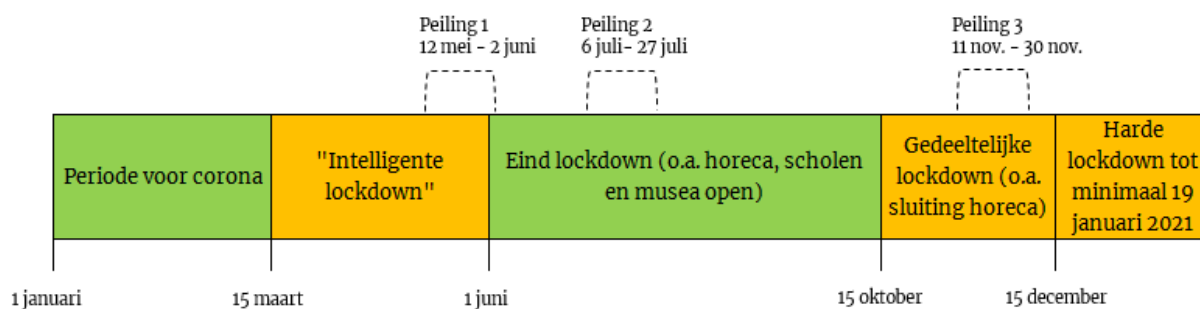 Peiling 1
12 mei - 2 juni
Peiling 2
6 juli- 27 juli
Peiling 3
11 nov. - 30 nov.
Periode voor corona
"Intelligente
lockdown"
Eind lockdown (o.a. horeca, scholen
en musea open)
Gedeeltelijke
lockdown (o.a.
sluiting horeca)
Harde
lockdown tot
minimaal 19
januari 2021
1 januari
15 maart
1 juni
15 oktober
15 december